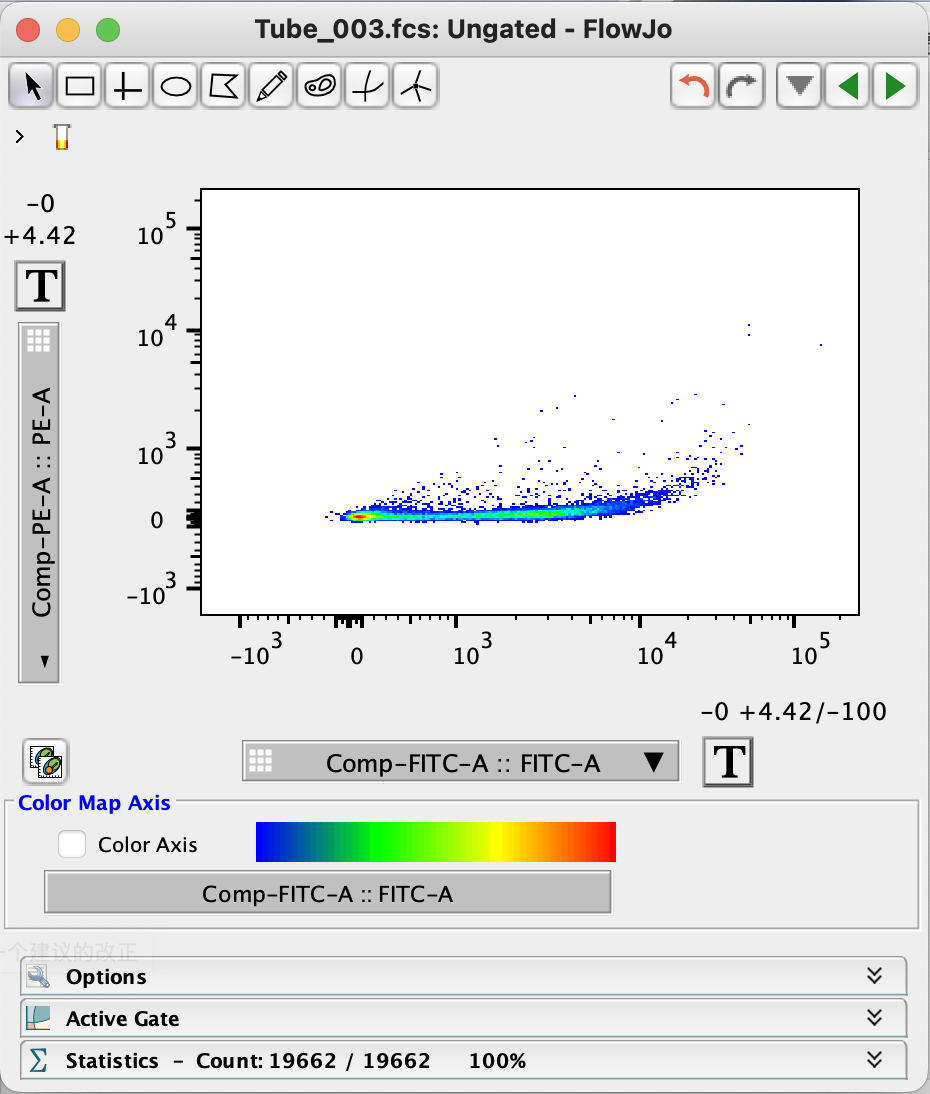 Tube_003.fcs: Ungated - FlowJo
T
-0
+4.42
T
Comp-PE-A :: PE-A
10^5
10^4
10^3
0
-10^3
-10^3
0
10^3
10^4
10^5
-0 +4.42/-100
Comp-FITC-A :: FITC-A
T
Color Map Axis
Color Axis
Comp-FITC-A :: FITC-A
一个建议的改正
Options
Active Gate
Statistics - Count: 19662 / 19662 100%